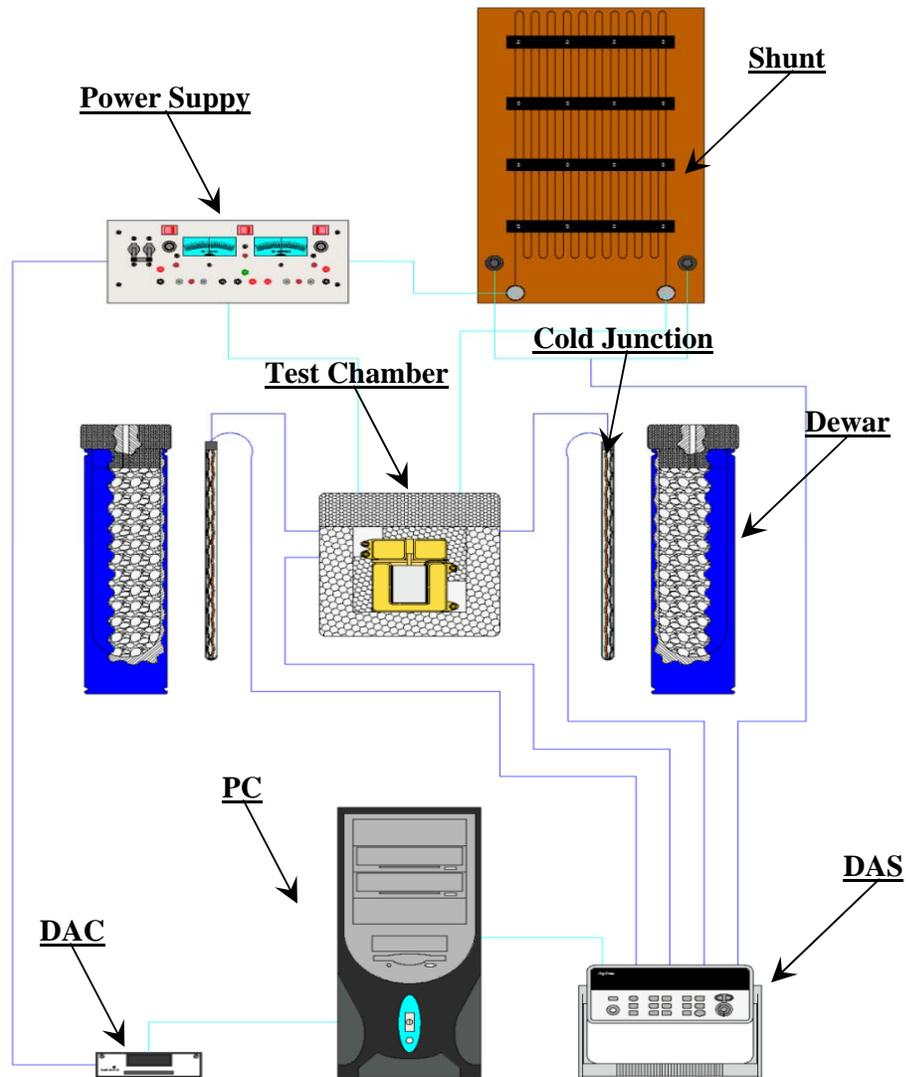 Shunt
Power Suppy
Cold Junction
Test Chamber
Dewar
PC
DAS
DAC